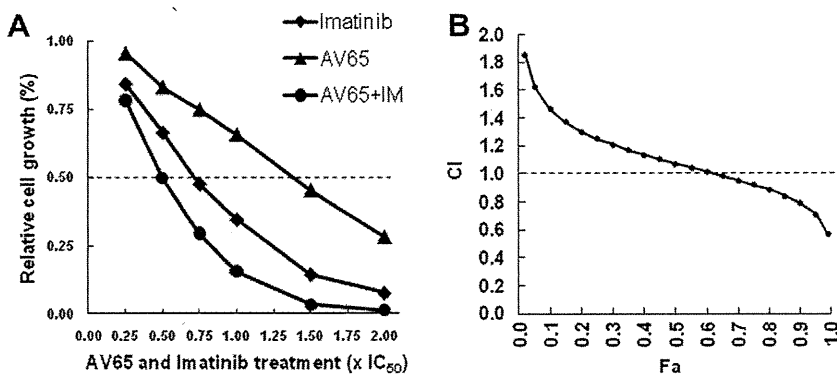 A
Imatinib
AV65
AV65+IM
Relative cell growth (%)
1.00
0.75
0.50
0.25
0.00
0.00 0.25 0.50 0.75 1.00 1.25 1.50 1.75 2.00
AV65 and Imatinib treatment (x IC50)
B
CI
2.0
1.8
1.6
1.4
1.2
1.0
0.8
0.6
0.4
0.2
0.0
0.0 0.1 0.2 0.3 0.4 0.5 0.6 0.7 0.8 0.9 1.0
Fa